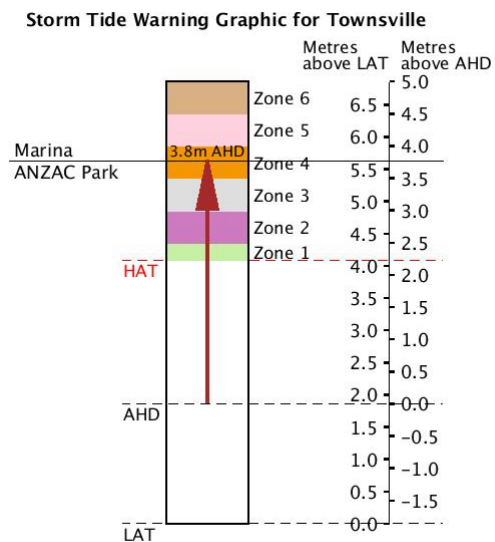 Storm Tide Warning Graphic for Townsville
Metres above LAT
Metres above AHD
5.0
Zone 6
6.5
4.5
Zone 5
6.0
4.0
Marina
3.8m AHD
Zone 4
5.5
ANZAC Park
3.5
Zone 3
5.0
3.0
Zone 2
4.5
2.5
Zone 1
HAT
4.0
2.0
3.5
1.5
3.0
1.0
2.5
0.5
2.0
0.0
AHD
1.5
−0.5
1.0
−1.0
0.5
−1.5
0.0
LAT